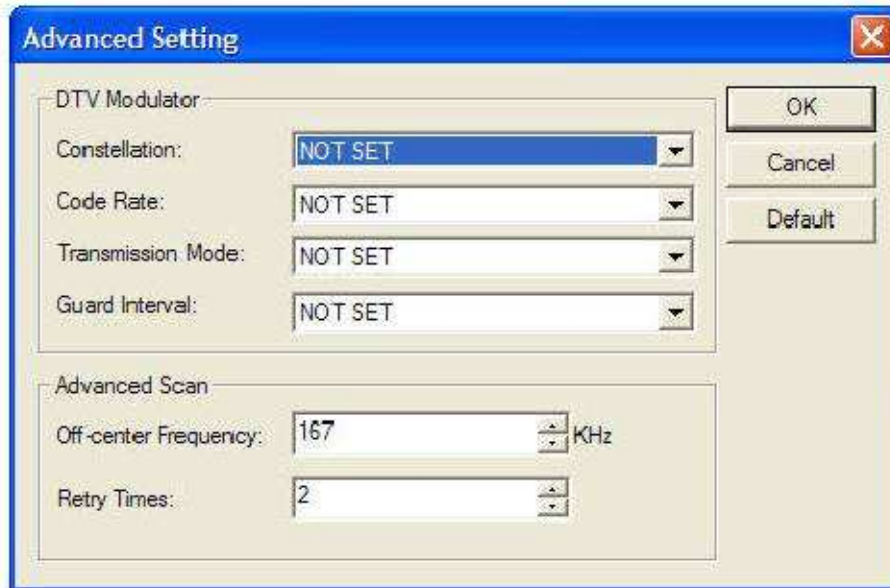 Advanced Setting
DTV Modulator
Constellation: NOT SET
Code Rate: NOT SET
Transmission Mode: NOT SET
Guard Interval: NOT SET
OK
Cancel
Default
Advanced Scan
Off-center Frequency: 167 KHz
Retry Times: 2